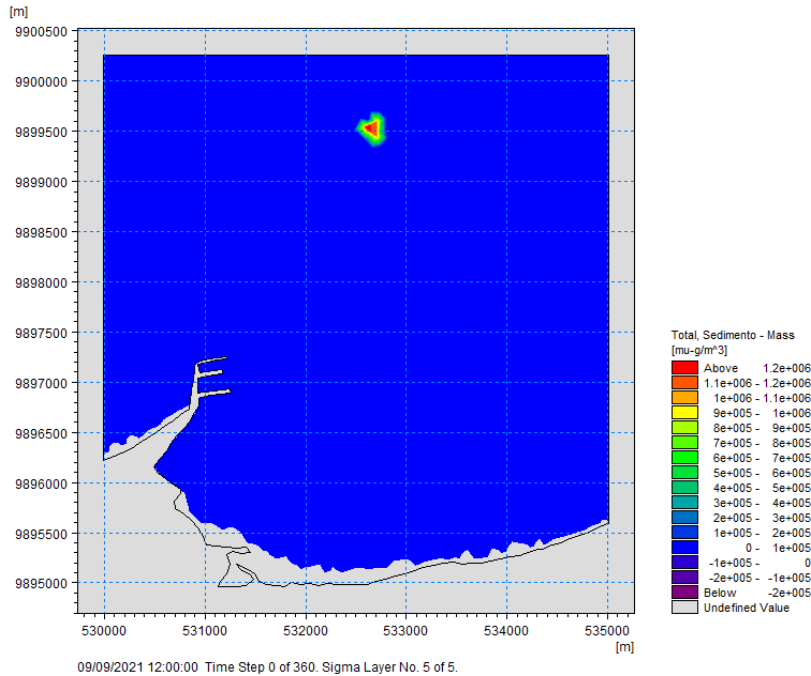 [m]
9900500
9900000
9899500
9899000
9898500
9898000
9897500
9897000
9896500
9896000
9895500
9895000
530000 531000 532000 533000 534000 535000
[m]
Total, Sedimento - Mass
[mu-g/m^3]
Above 1.2e+006
1.1e+006 - 1.2e+006
1e+006 - 1.1e+006
9e+005 - 1e+006
8e+005 - 9e+005
7e+005 - 8e+005
6e+005 - 7e+005
5e+005 - 6e+005
4e+005 - 5e+005
3e+005 - 4e+005
2e+005 - 3e+005
1e+005 - 2e+005
0 - 1e+005
-1e+005 - 0
-2e+005 - -1e+005
Below -2e+005
Undefined Value
09/09/2021 12:00:00 Time Step 0 of 360. Sigma Layer No. 5 of 5.